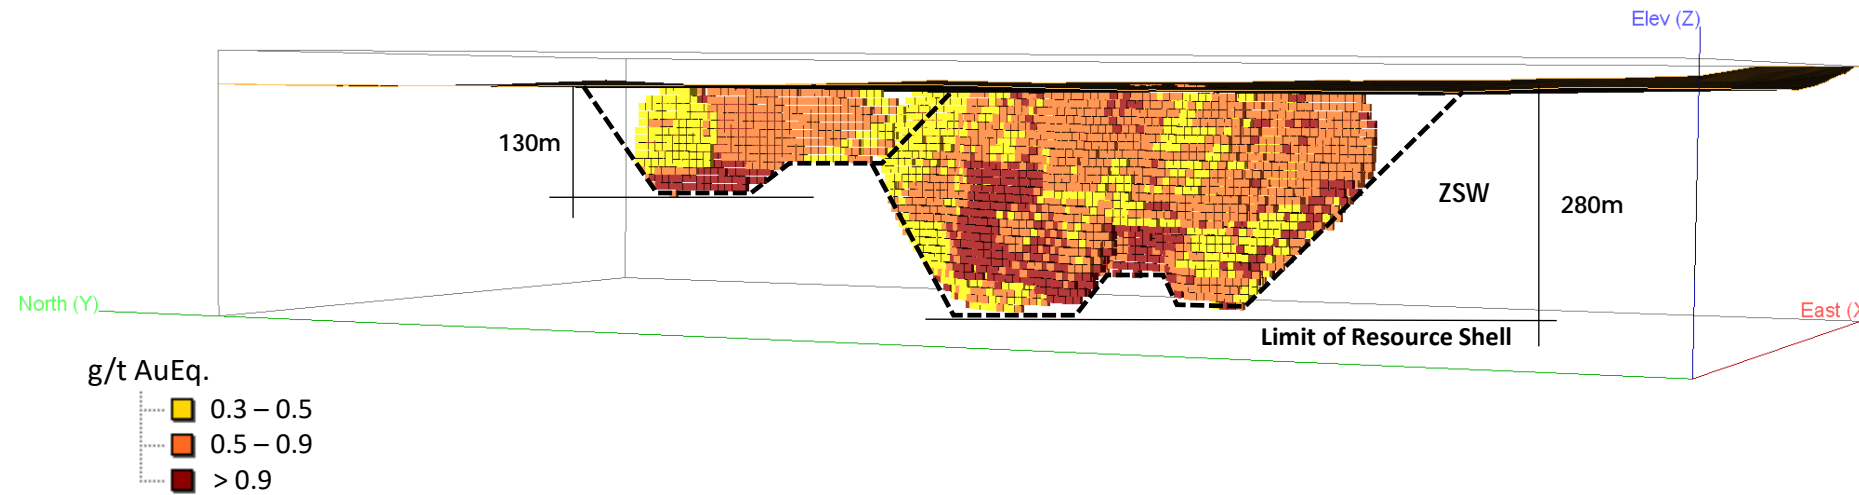 Elev (Z)
130m
ZSW
280m
North (Y)
East (X
Limit of Resource Shell
g/t AuEq.
0.3 – 0.5
0.5 – 0.9
> 0.9